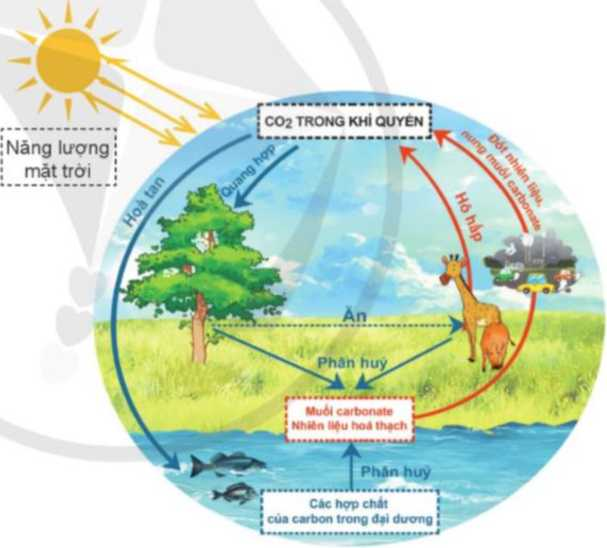 CO2 TRONG KHÍ QUYỂN
Năng lượng
mặt trời
Hoà tan
Quang hợp
Hô hấp
Đốt nhiên liệu,
nung muối carbonate
Ăn
Phân huỷ
Muối carbonate
Nhiên liệu hoá thạch
Phân huỷ
Các hợp chất
của carbon trong đại dương